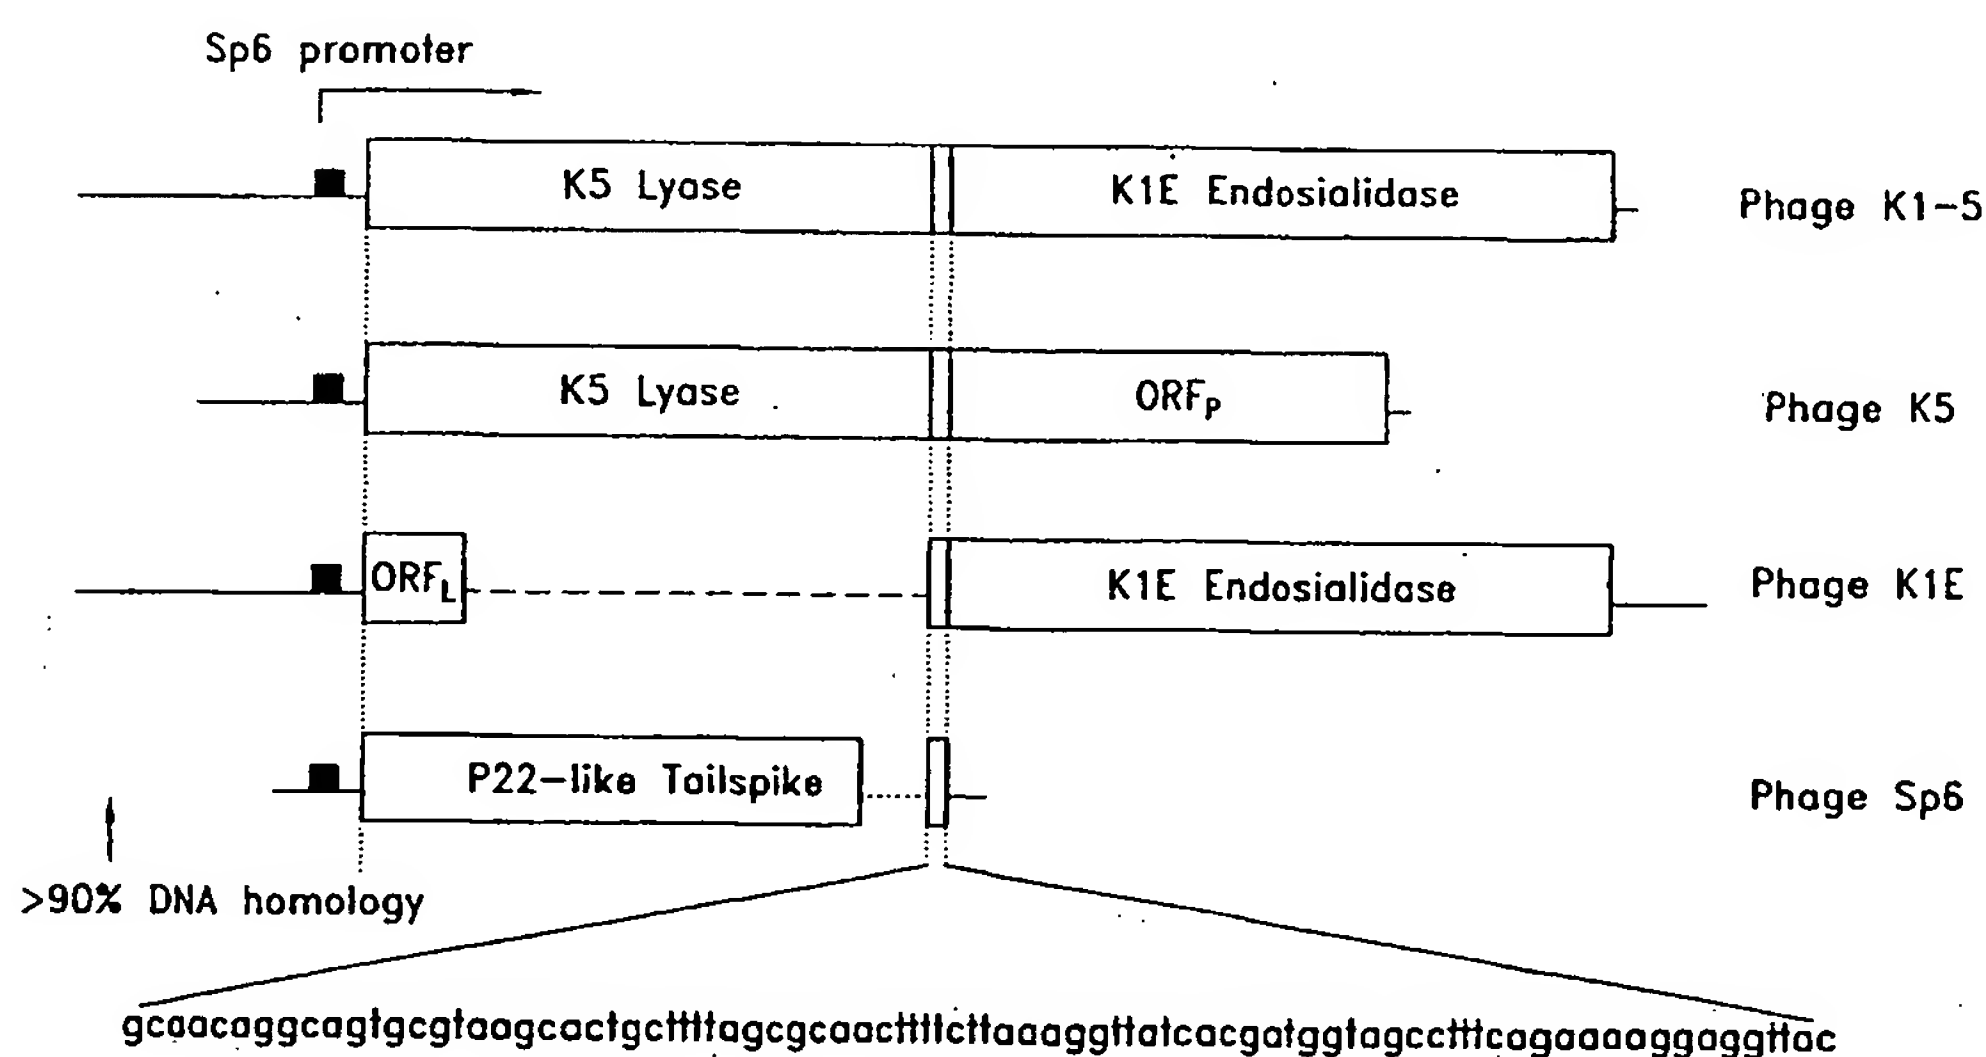 Sp6 promoter
K5 Lyase K1E Endosialidase Phage K1-5
K5 Lyase ORFP Phage K5
ORFL K1E Endosialidase Phage K1E
P22-like Tailspike Phage Sp6
>90% DNA homology
gcaacaggcagtgcgtaagcactgcttttagcgcaacttttcttaaaggttatcacgatggtagcctttcagaaaaggaggttac